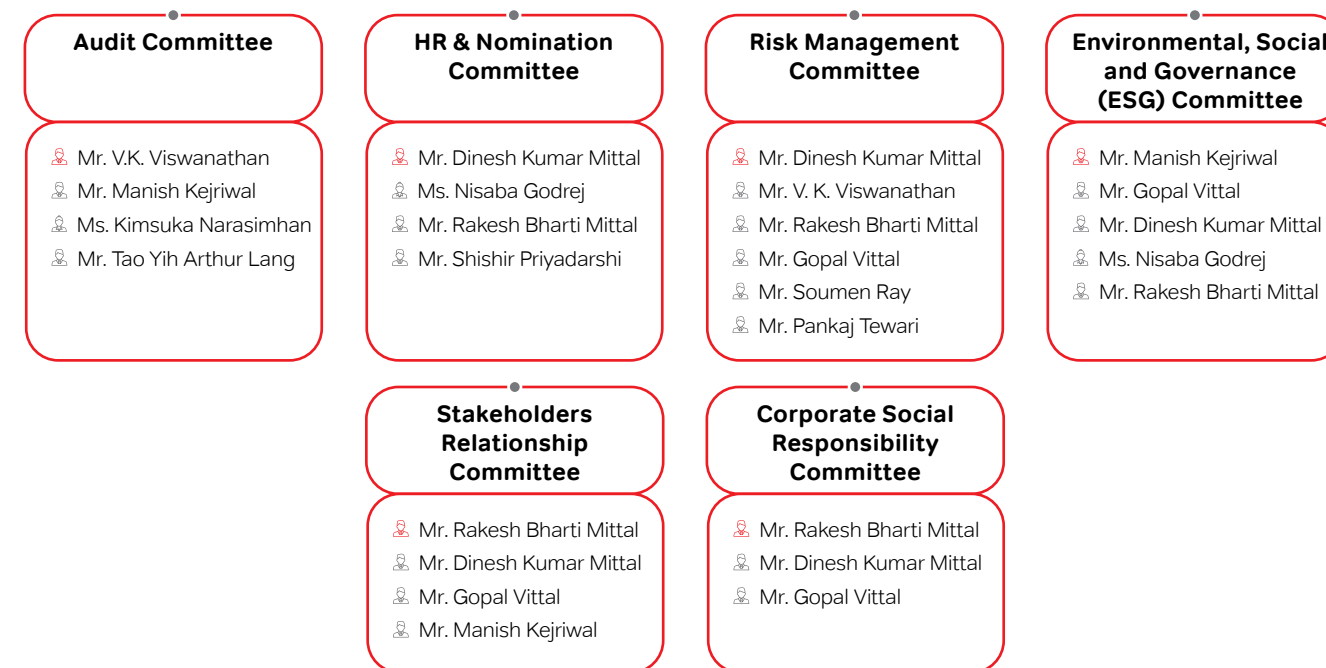 Audit Committee
Mr. V.K. Viswanathan
Mr. Manish Kejriwal
Ms. Kimsuka Narasimhan
Mr. Tao Yih Arthur Lang
HR & Nomination
Committee
Mr. Dinesh Kumar Mittal
Ms. Nisaba Godrej
Mr. Rakesh Bharti Mittal
Mr. Shishir Priyadarshi
Risk Management
Committee
Mr. Dinesh Kumar Mittal
Mr. V. K. Viswanathan
Mr. Rakesh Bharti Mittal
Mr. Gopal Vittal
Mr. Soumen Ray
Mr. Pankaj Tewari
Environmental, Social
and Governance
(ESG) Committee
Mr. Manish Kejriwal
Mr. Gopal Vittal
Mr. Dinesh Kumar Mittal
Ms. Nisaba Godrej
Mr. Rakesh Bharti Mittal
Stakeholders
Relationship
Committee
Mr. Rakesh Bharti Mittal
Mr. Dinesh Kumar Mittal
Mr. Gopal Vittal
Mr. Manish Kejriwal
Corporate Social
Responsibility
Committee
Mr. Rakesh Bharti Mittal
Mr. Dinesh Kumar Mittal
Mr. Gopal Vittal